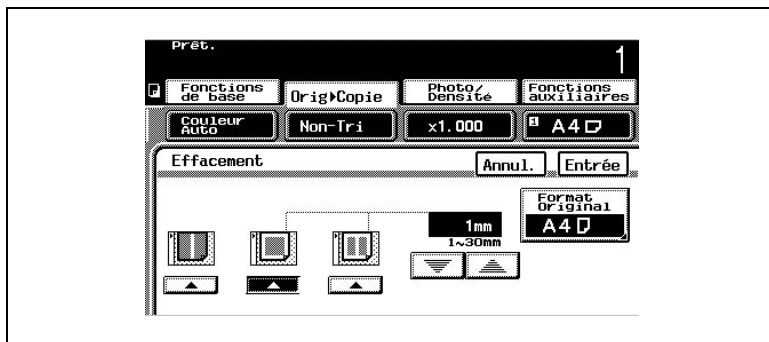 Prêt.
1
Fonctions de base
Orig▸Copie
Photo/Densité
Fonctions auxiliaires
Couleur Auto
Non-Tri
x1.000
1 A4
Effacement
Annul.
Entrée
Format Original
A4
1mm
1~30mm